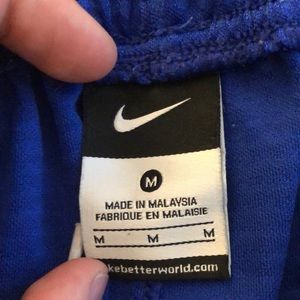 M
MADE IN MALAYSIA
FABRIQUE EN MALAISIE
M M M
kebetterworld.com